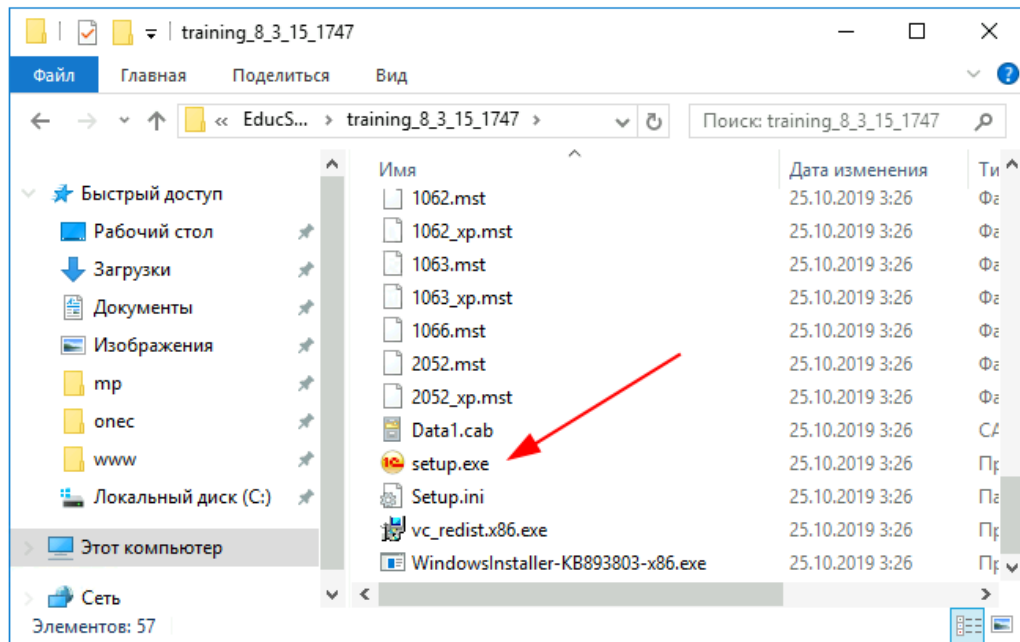 training_8_3_15_1747
Файл Главная Поделиться Вид
« EducS... › training_8_3_15_1747 › Поиск: training_8_3_15_1747
Быстрый доступ
Рабочий стол
Загрузки
Документы
Изображения
mp
onec
www
Локальный диск (C:)
Этот компьютер
Сеть
Имя Дата изменения Ти
1062.mst 25.10.2019 3:26 Фа
1062_xp.mst 25.10.2019 3:26 Фа
1063.mst 25.10.2019 3:26 Фа
1063_xp.mst 25.10.2019 3:26 Фа
1066.mst 25.10.2019 3:26 Фа
2052.mst 25.10.2019 3:26 Фа
2052_xp.mst 25.10.2019 3:26 Фа
Data1.cab 25.10.2019 3:26 CA
setup.exe 25.10.2019 3:26 Пр
Setup.ini 25.10.2019 3:26 Па
vc_redist.x86.exe 25.10.2019 3:26 Пр
WindowsInstaller-KB893803-x86.exe 25.10.2019 3:26 Пр
Элементов: 57